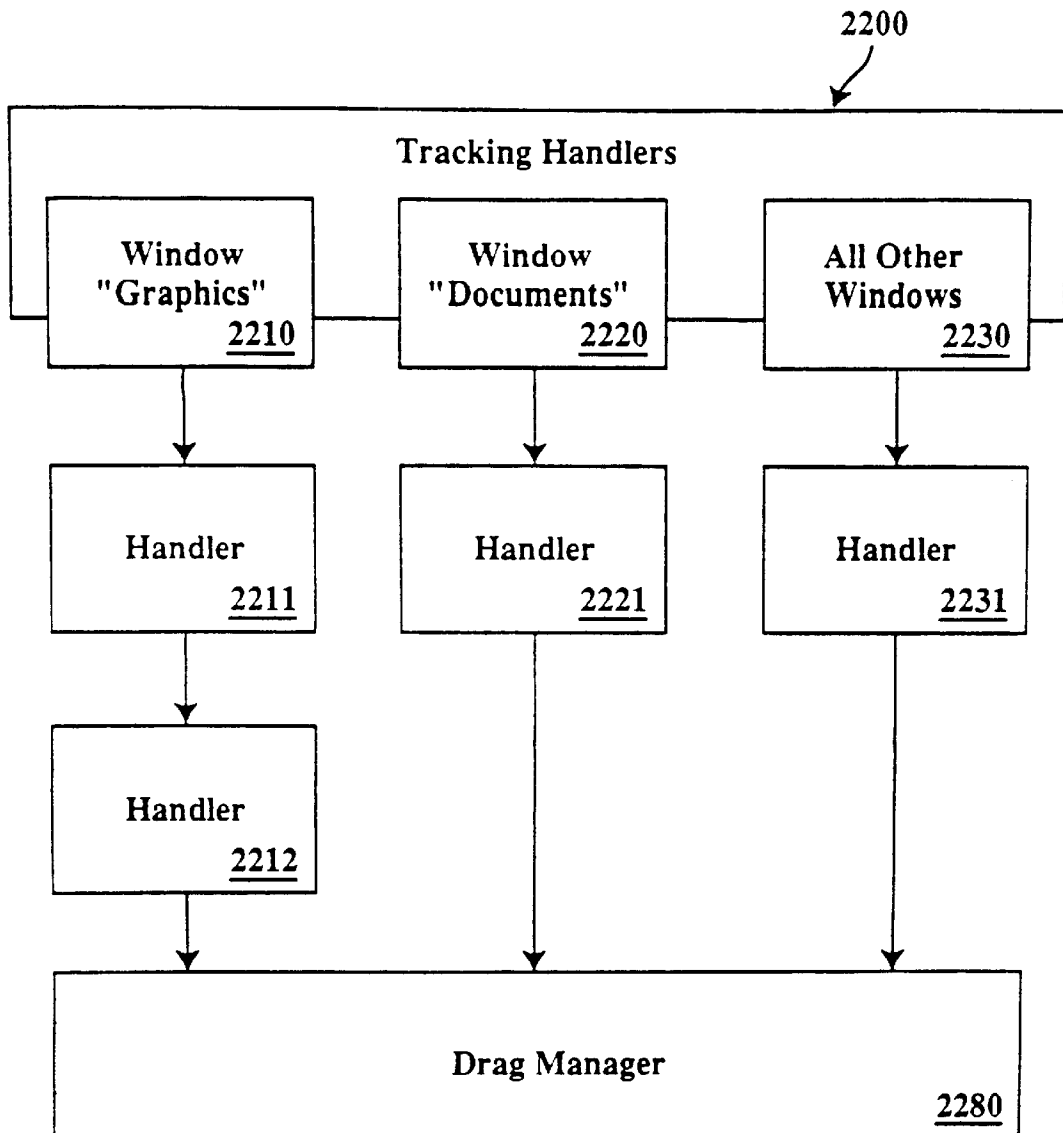 2200
Tracking Handlers
Window
"Graphics"
2210
Window
"Documents"
2220
All Other
Windows
2230
Handler
2211
Handler
2221
Handler
2231
Handler
2212
Drag Manager
2280